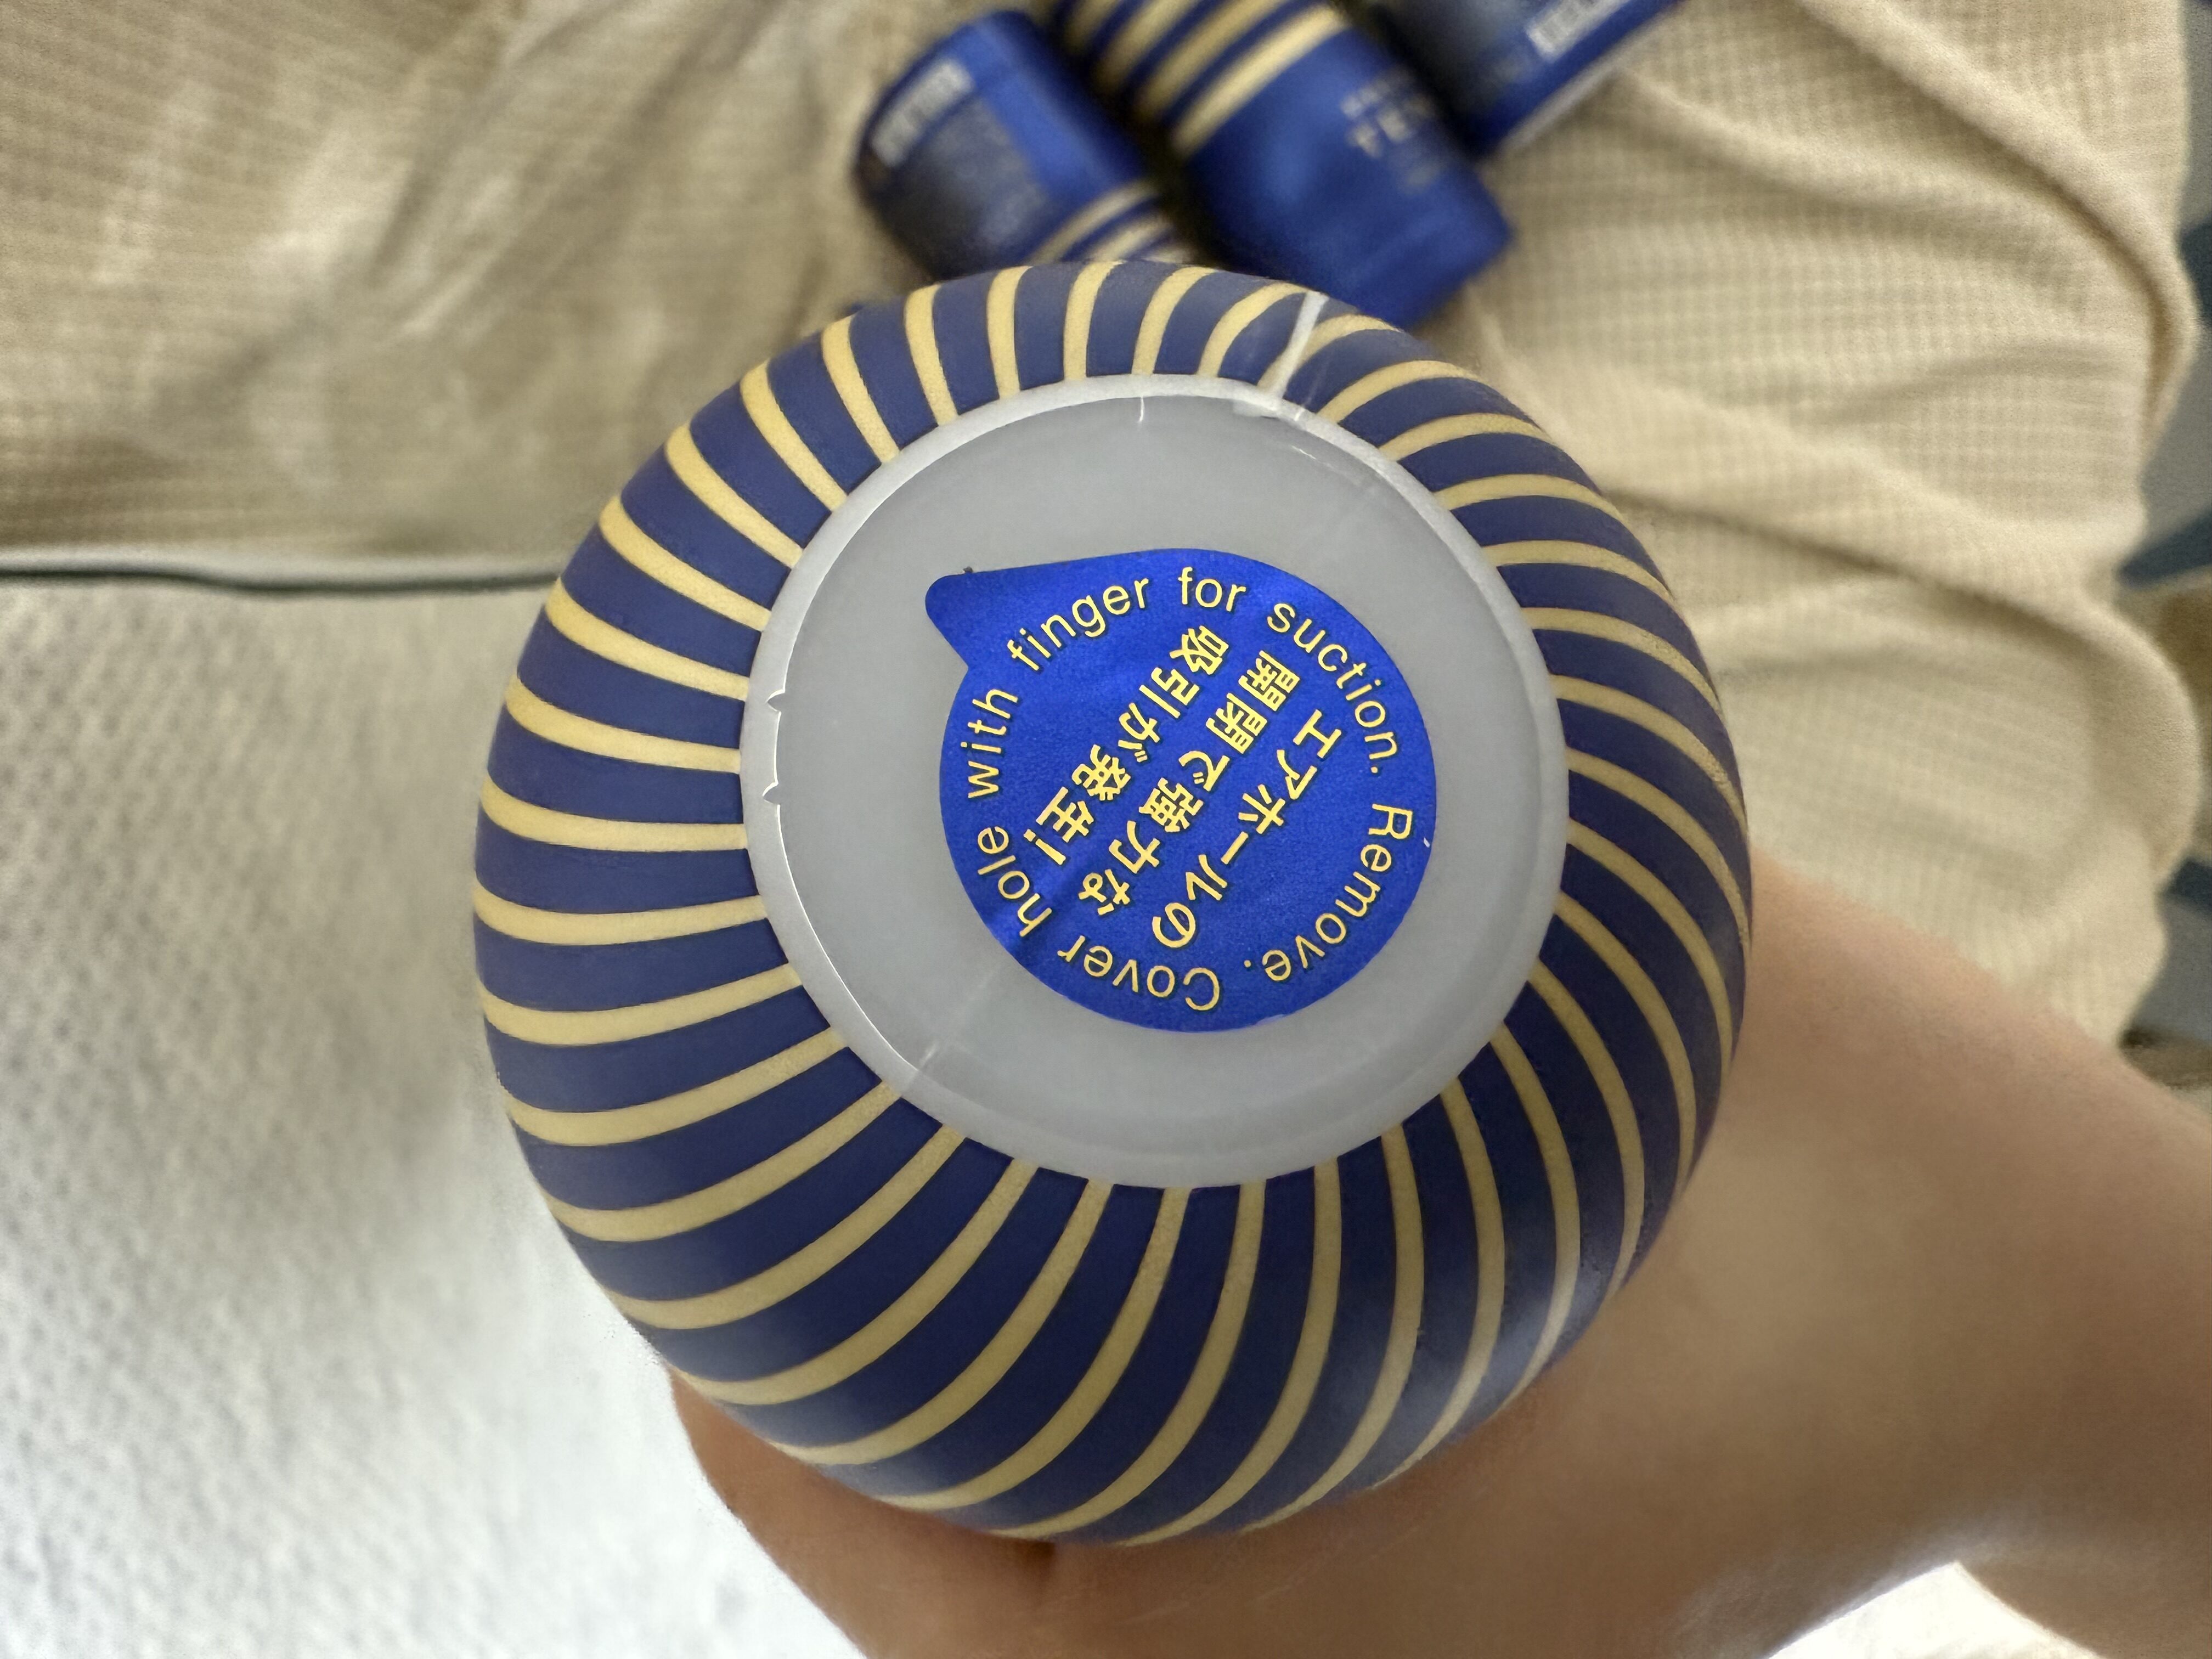 Remove. Cover hole with finger for suction.
エアホールの
開閉で強力な
吸引が発生!